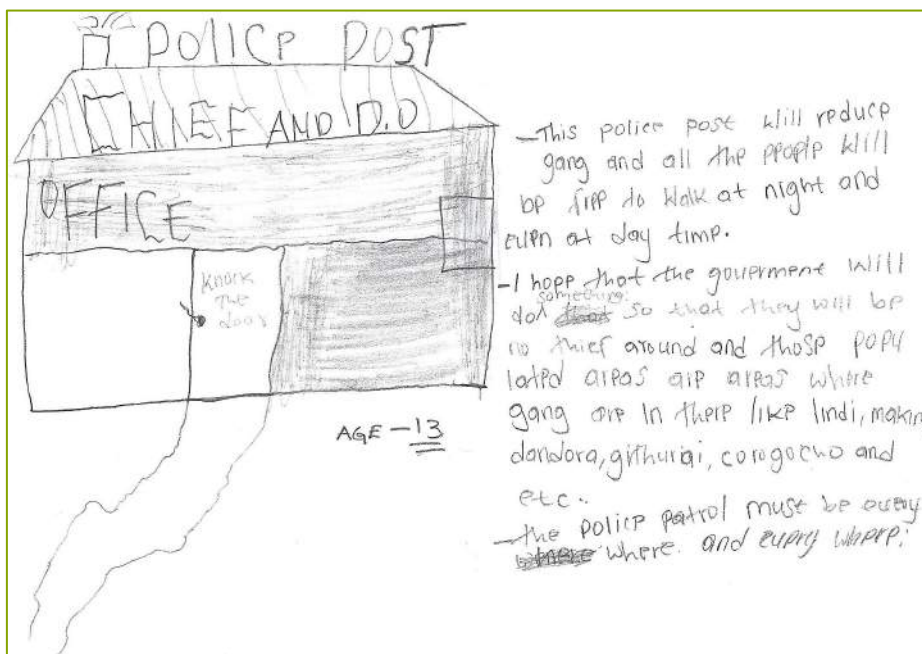 POLICE POST
CHIEF AND D.O
OFFICE
Knock
The
door
AGE - 13
- This police post will reduce
gang and all the people will
be free to walk at night and
even at day time.
- I hope that the goverment will
do something so that they will be
no thief around and those popu
lated areas are areas where
gang are in there like lindi, makin
dandora, githuriai, corogocho and
etc..
- the police patrol must be every
where. and every where.